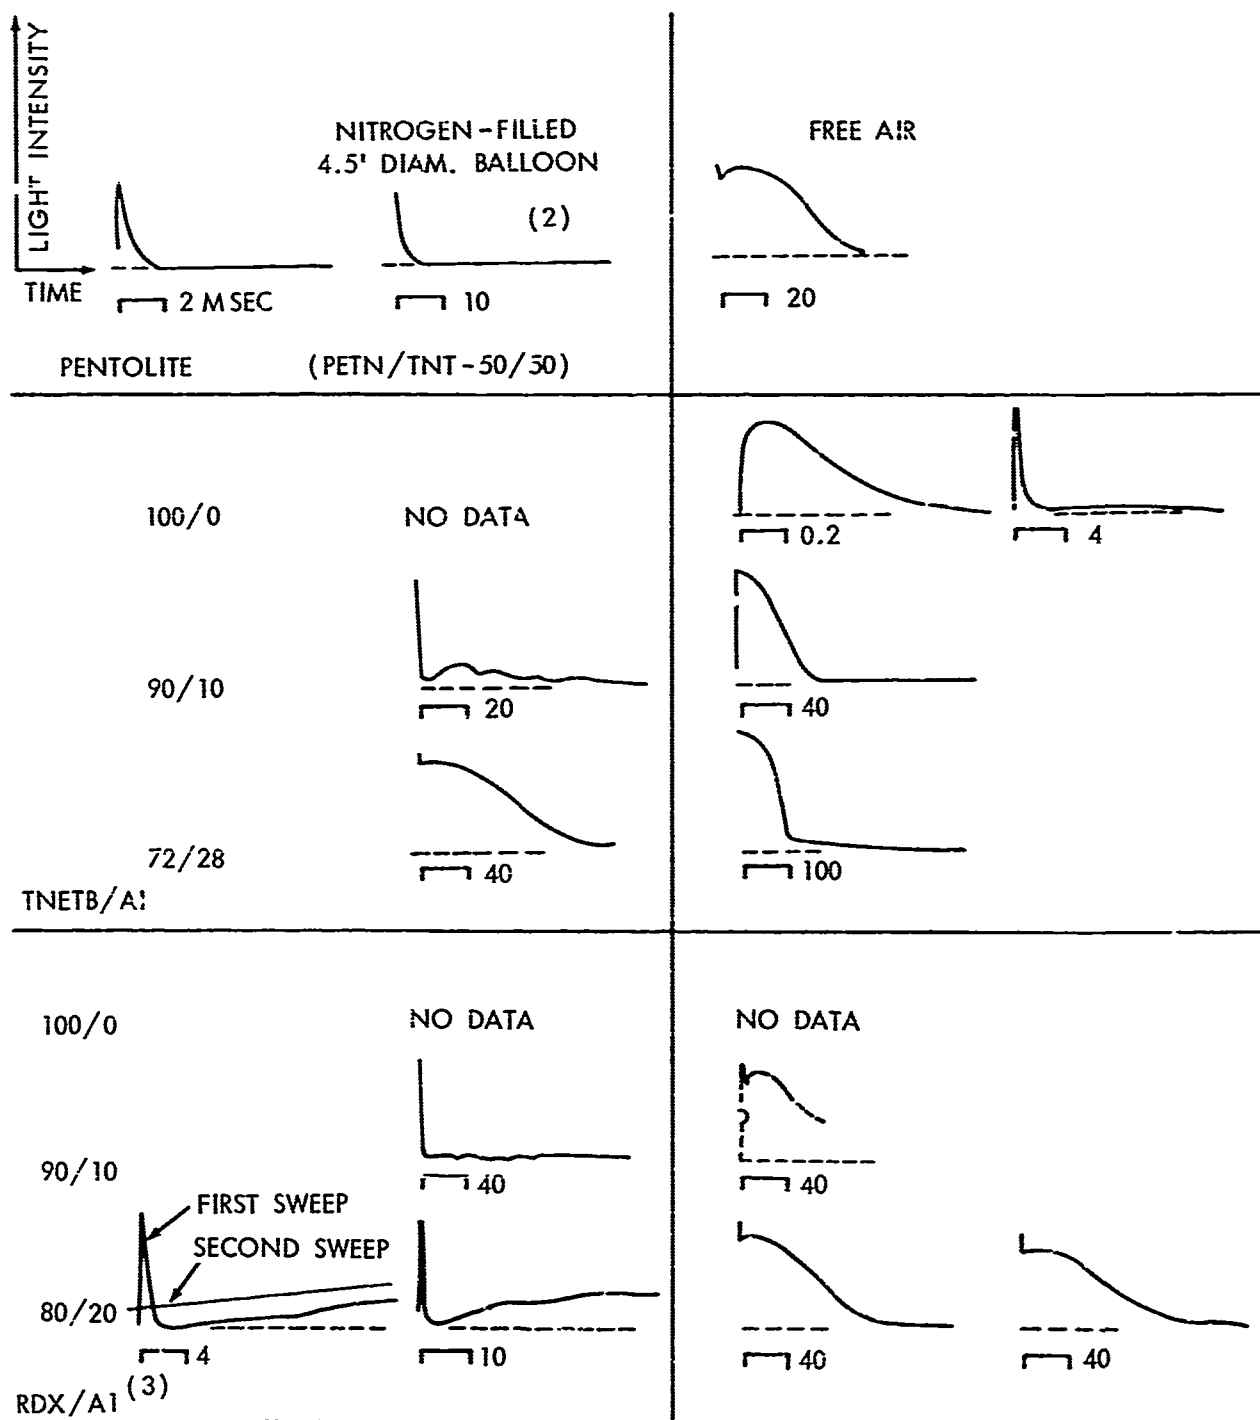 LIGHT INTENSITY
TIME
NITROGEN-FILLED
4.5' DIAM. BALLOON
(2)
FREE AIR
2 MSEC
10
20
PENTOLITE (PETN/TNT-50/50)
100/0 NO DATA
0.2
4
90/10
20
40
72/28
40
100
TNETB/Al
100/0 NO DATA NO DATA
90/10
40
40
FIRST SWEEP
SECOND SWEEP
80/20
4
10
40
40
RDX/Al (3)